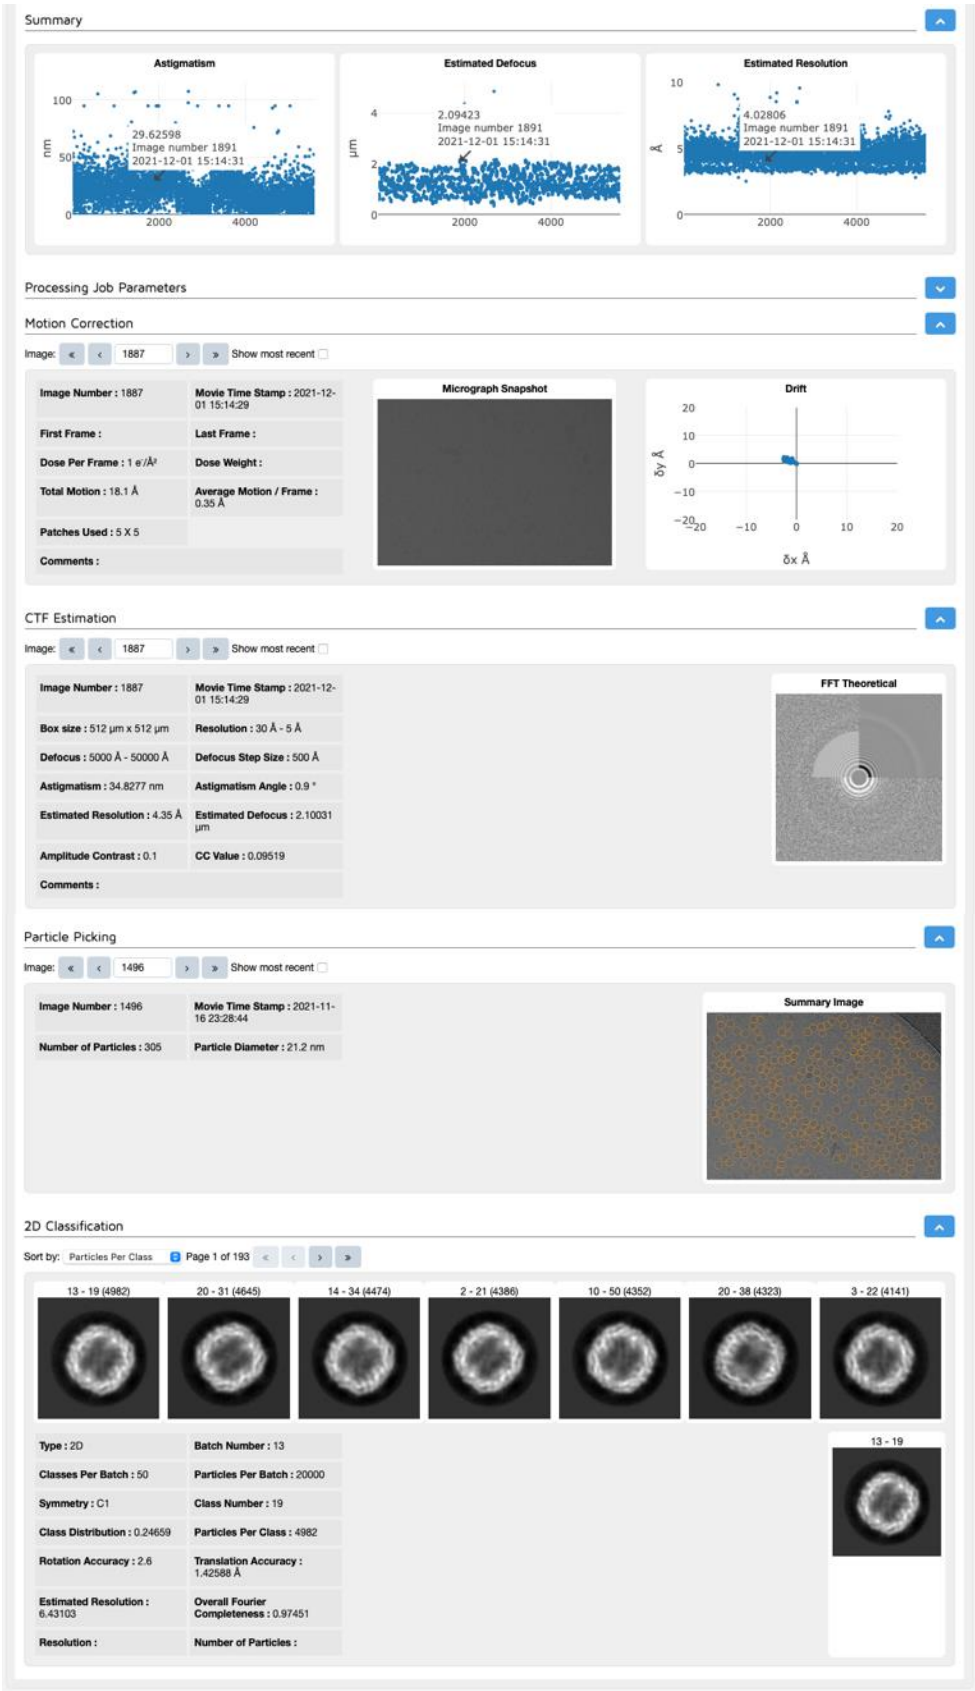 Summary
Astigmatism
Estimated Defocus
Estimated Resolution
100
50
0
nm
2000
4000
29.62598
Image number 1891
2021-12-01 15:14:31
4
2
0
μm
2000
4000
2.09423
Image number 1891
2021-12-01 15:14:31
10
5
0
Å
2000
4000
4.02806
Image number 1891
2021-12-01 15:14:31
Processing Job Parameters
Motion Correction
Image: « ‹ 1887 › » Show most recent
Image Number : 1887
Movie Time Stamp : 2021-12-
01 15:14:29
First Frame :
Last Frame :
Dose Per Frame : 1 e⁻/Å²
Dose Weight :
Total Motion : 18.1 Å
Average Motion / Frame :
0.35 Å
Patches Used : 5 X 5
Comments :
Micrograph Snapshot
Drift
20
10
0
−10
−20
δy Å
−20
−10
0
10
20
δx Å
CTF Estimation
Image: « ‹ 1887 › » Show most recent
Image Number : 1887
Movie Time Stamp : 2021-12-
01 15:14:29
Box size : 512 μm x 512 μm
Resolution : 30 Å - 5 Å
Defocus : 5000 Å - 50000 Å
Defocus Step Size : 500 Å
Astigmatism : 34.8277 nm
Astigmatism Angle : 0.9 °
Estimated Resolution : 4.35 Å
Estimated Defocus : 2.10031
μm
Amplitude Contrast : 0.1
CC Value : 0.09519
Comments :
FFT Theoretical
Particle Picking
Image: « ‹ 1496 › » Show most recent
Image Number : 1496
Movie Time Stamp : 2021-11-
16 23:28:44
Number of Particles : 305
Particle Diameter : 21.2 nm
Summary Image
2D Classification
Sort by: Particles Per Class Page 1 of 193 « ‹ › »
13 - 19 (4982)
20 - 31 (4645)
14 - 34 (4474)
2 - 21 (4386)
10 - 50 (4352)
20 - 38 (4323)
3 - 22 (4141)
Type : 2D
Batch Number : 13
Classes Per Batch : 50
Particles Per Batch : 20000
Symmetry : C1
Class Number : 19
Class Distribution : 0.24659
Particles Per Class : 4982
Rotation Accuracy : 2.6
Translation Accuracy :
1.42588 Å
Estimated Resolution :
6.43103
Overall Fourier
Completeness : 0.97451
Resolution :
Number of Particles :
13 - 19